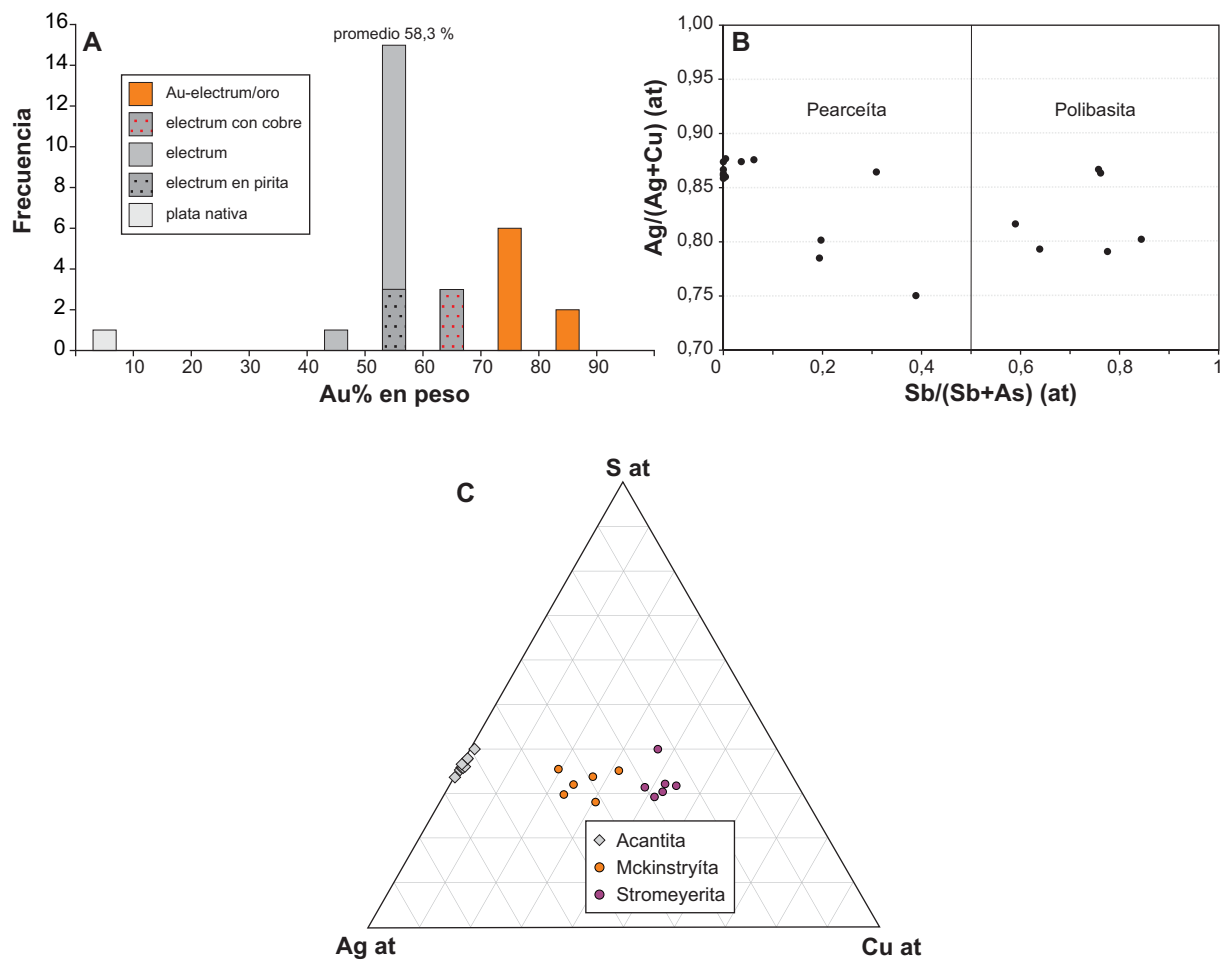 A
promedio 58,3 %
Frecuencia
16
14
12
10
8
6
4
2
0
Au-electrum/oro
electrum con cobre
electrum
electrum en pirita
plata nativa
10
20
30
40
50
60
70
80
90
Au% en peso
B
Ag/(Ag+Cu) (at)
1,00
0,95
0,90
0,85
0,80
0,75
0,70
Pearceíta
Polibasita
0
0,2
0,4
0,6
0,8
1
Sb/(Sb+As) (at)
C
S at
Acantita
Mckinstryíta
Stromeyerita
Ag at
Cu at